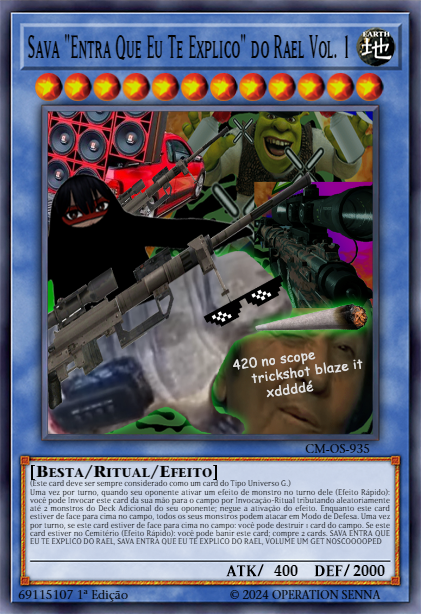 Sava "Entra Que Eu Te Explico" do Rael Vol. 1
EARTH
地
420 no scope
trickshot blaze it
xddddé
CM-OS-935
[Besta/Ritual/Efeito]
(Este card deve ser sempre considerado como um card do Tipo Universo G.)
Uma vez por turno, quando seu oponente ativar um efeito de monstro no turno dele (Efeito Rápido):
você pode Invocar este card da sua mão para o campo por Invocação-Ritual tributando aleatoriamente
até 2 monstros do Deck Adicional do seu oponente; negue a ativação do efeito. Enquanto este card
estiver de face para cima no campo, todos os seus monstros podem atacar em Modo de Defesa. Uma vez
por turno, se este card estiver de face para cima no campo: você pode destruir 1 card do campo. Se este
card estiver no Cemitério (Efeito Rápido): você pode banir este card; compre 2 cards. SAVA ENTRA QUE
EU TE EXPLICO DO RAEL, SAVA ENTRA QUE EU TE EXPLICO DO RAEL, VOLUME UM GET NOSCOOOOPED
ATK/ 400 DEF/2000
69115107 1ª Edição
© 2024 OPERATION SENNA